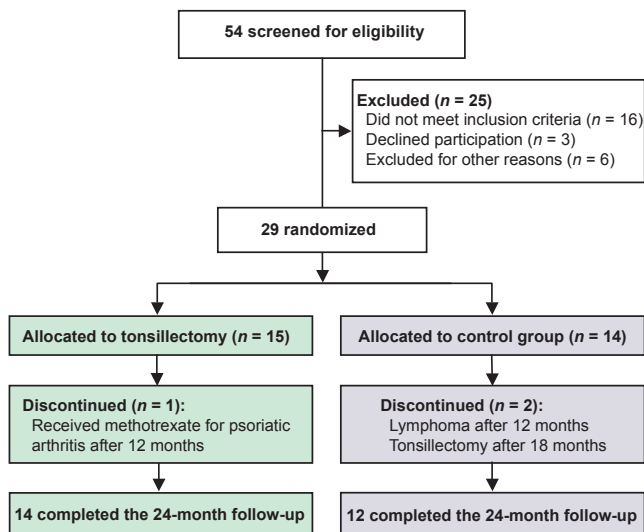 54 screened for eligibility
Excluded (n = 25)
Did not meet inclusion criteria (n = 16)
Declined participation (n = 3)
Excluded for other reasons (n = 6)
29 randomized
Allocated to tonsillectomy (n = 15)
Allocated to control group (n = 14)
Discontinued (n = 1):
Received methotrexate for psoriatic
arthritis after 12 months
Discontinued (n = 2):
Lymphoma after 12 months
Tonsillectomy after 18 months
14 completed the 24-month follow-up
12 completed the 24-month follow-up